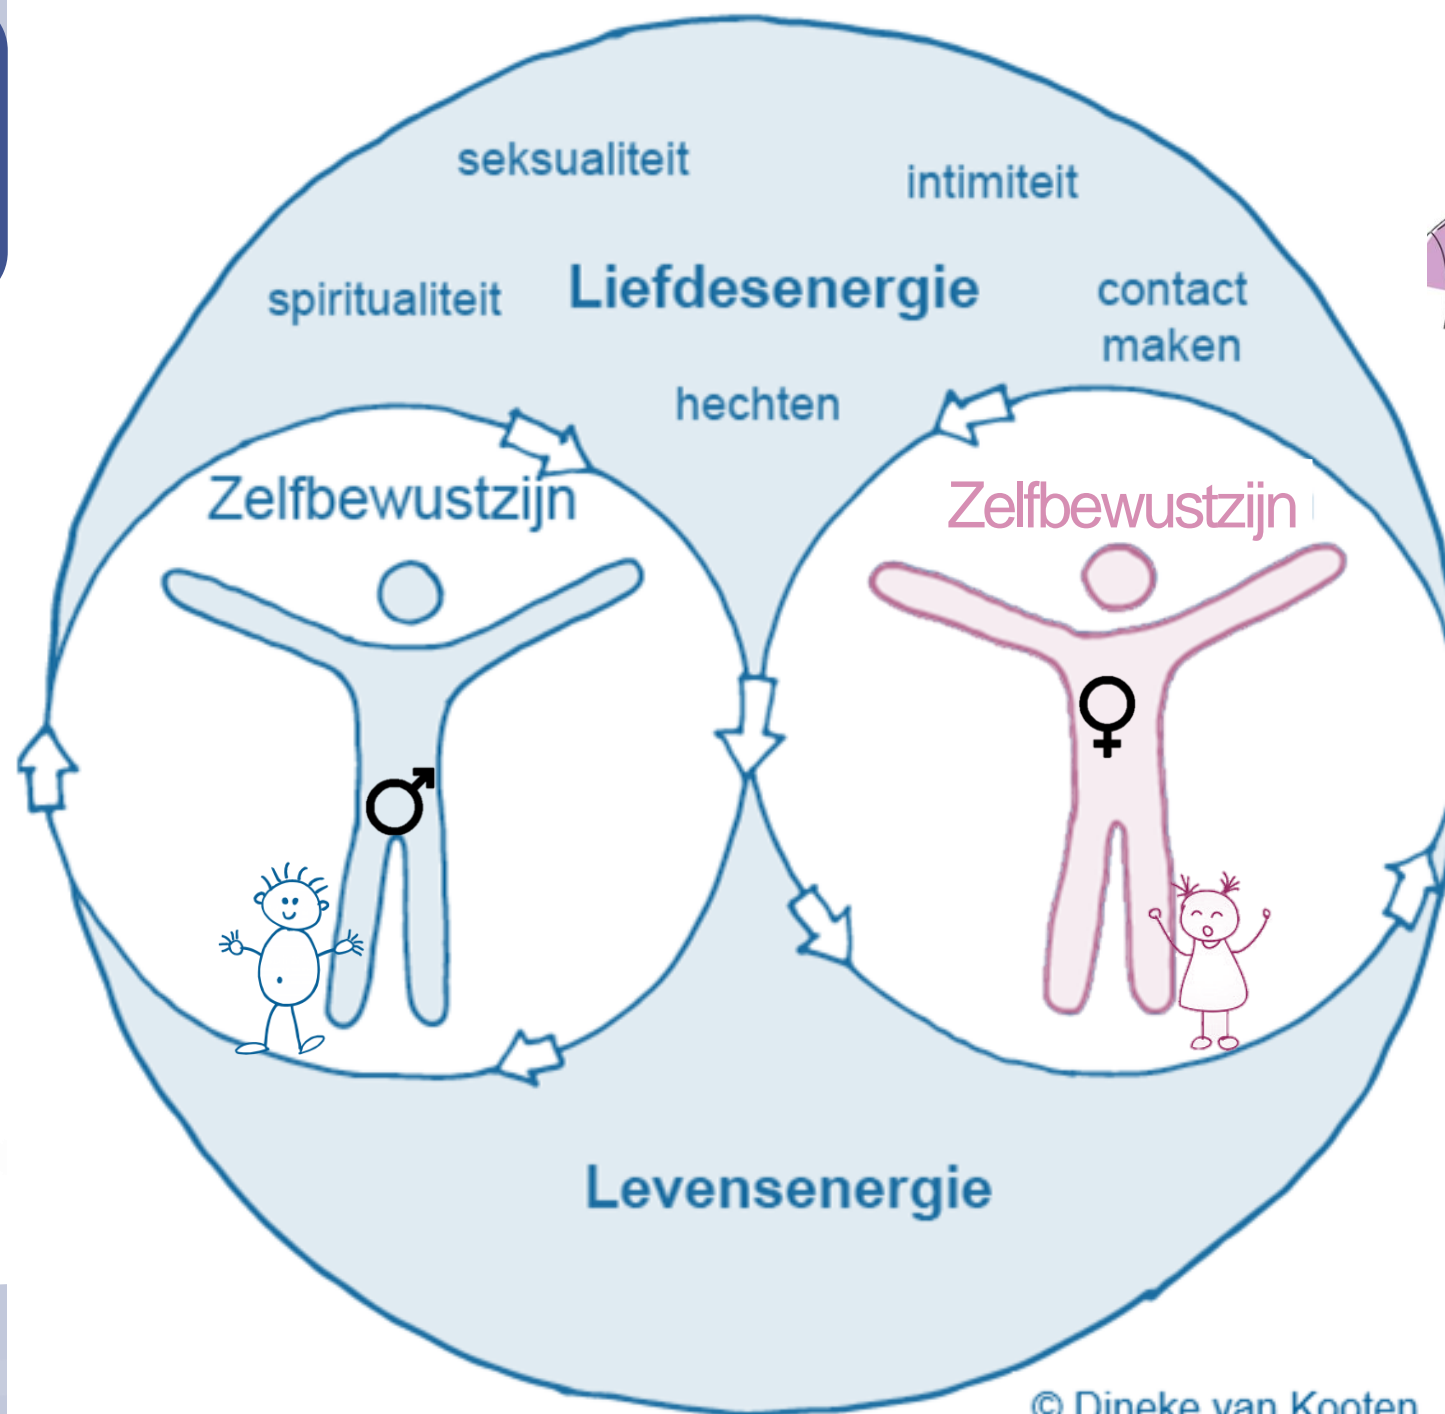 seksualiteit
intimiteit
spiritualiteit
Liefdesenergie
contact
maken
hechten
Zelfbewustzijn
Zelfbewustzijn
Levensenergie
© Dineke van Kooten